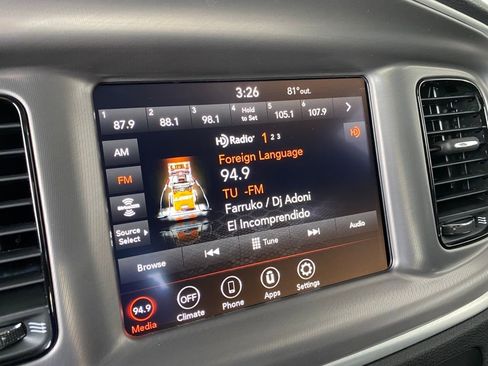 3:26 81° out.
1 2 3 4 5 6
87.9 88.1 98.1 Hold to Set 105.1 107.9
AM
HD Radio 1 2 3
HD
Foreign Language
FM
94.9
TU -FM
Farruko / Dj Adoni
El Incomprendido
Source
Select
Browse
Tune
Audio
94.9
Media
OFF
Climate
Phone
Apps
Settings